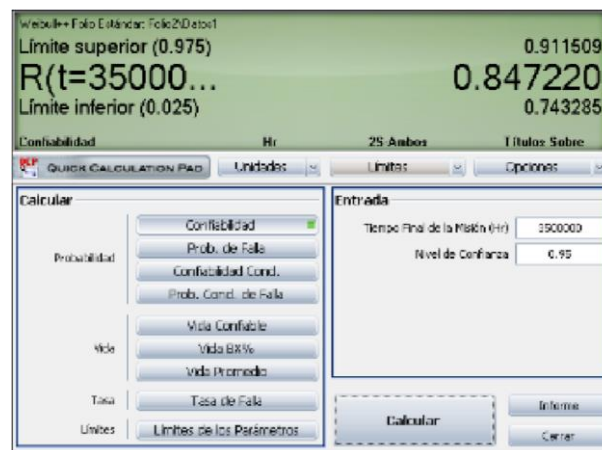 Weibull++ Folio Estándar: Folio2\Datos1
Límite superior (0.975) 0.911509
R(t=35000... 0.847220
Límite inferior (0.025) 0.743285
Confiabilidad Hr 2S-Ambos Títulos Sobre
QCP QUICK CALCULATION PAD Unidades Límites Opciones
Calcular
Probabilidad
Confiabilidad
Prob. de Falla
Confiabilidad Cond.
Prob. Cond. de Falla
Vida
Vida Confiable
Vida BX%
Vida Promedio
Tasa
Tasa de Falla
Límites
Límites de los Parámetros
Entrada
Tiempo Final de la Misión (Hr) 3500000
Nivel de Confianza 0.95
Calcular
Informe
Cerrar